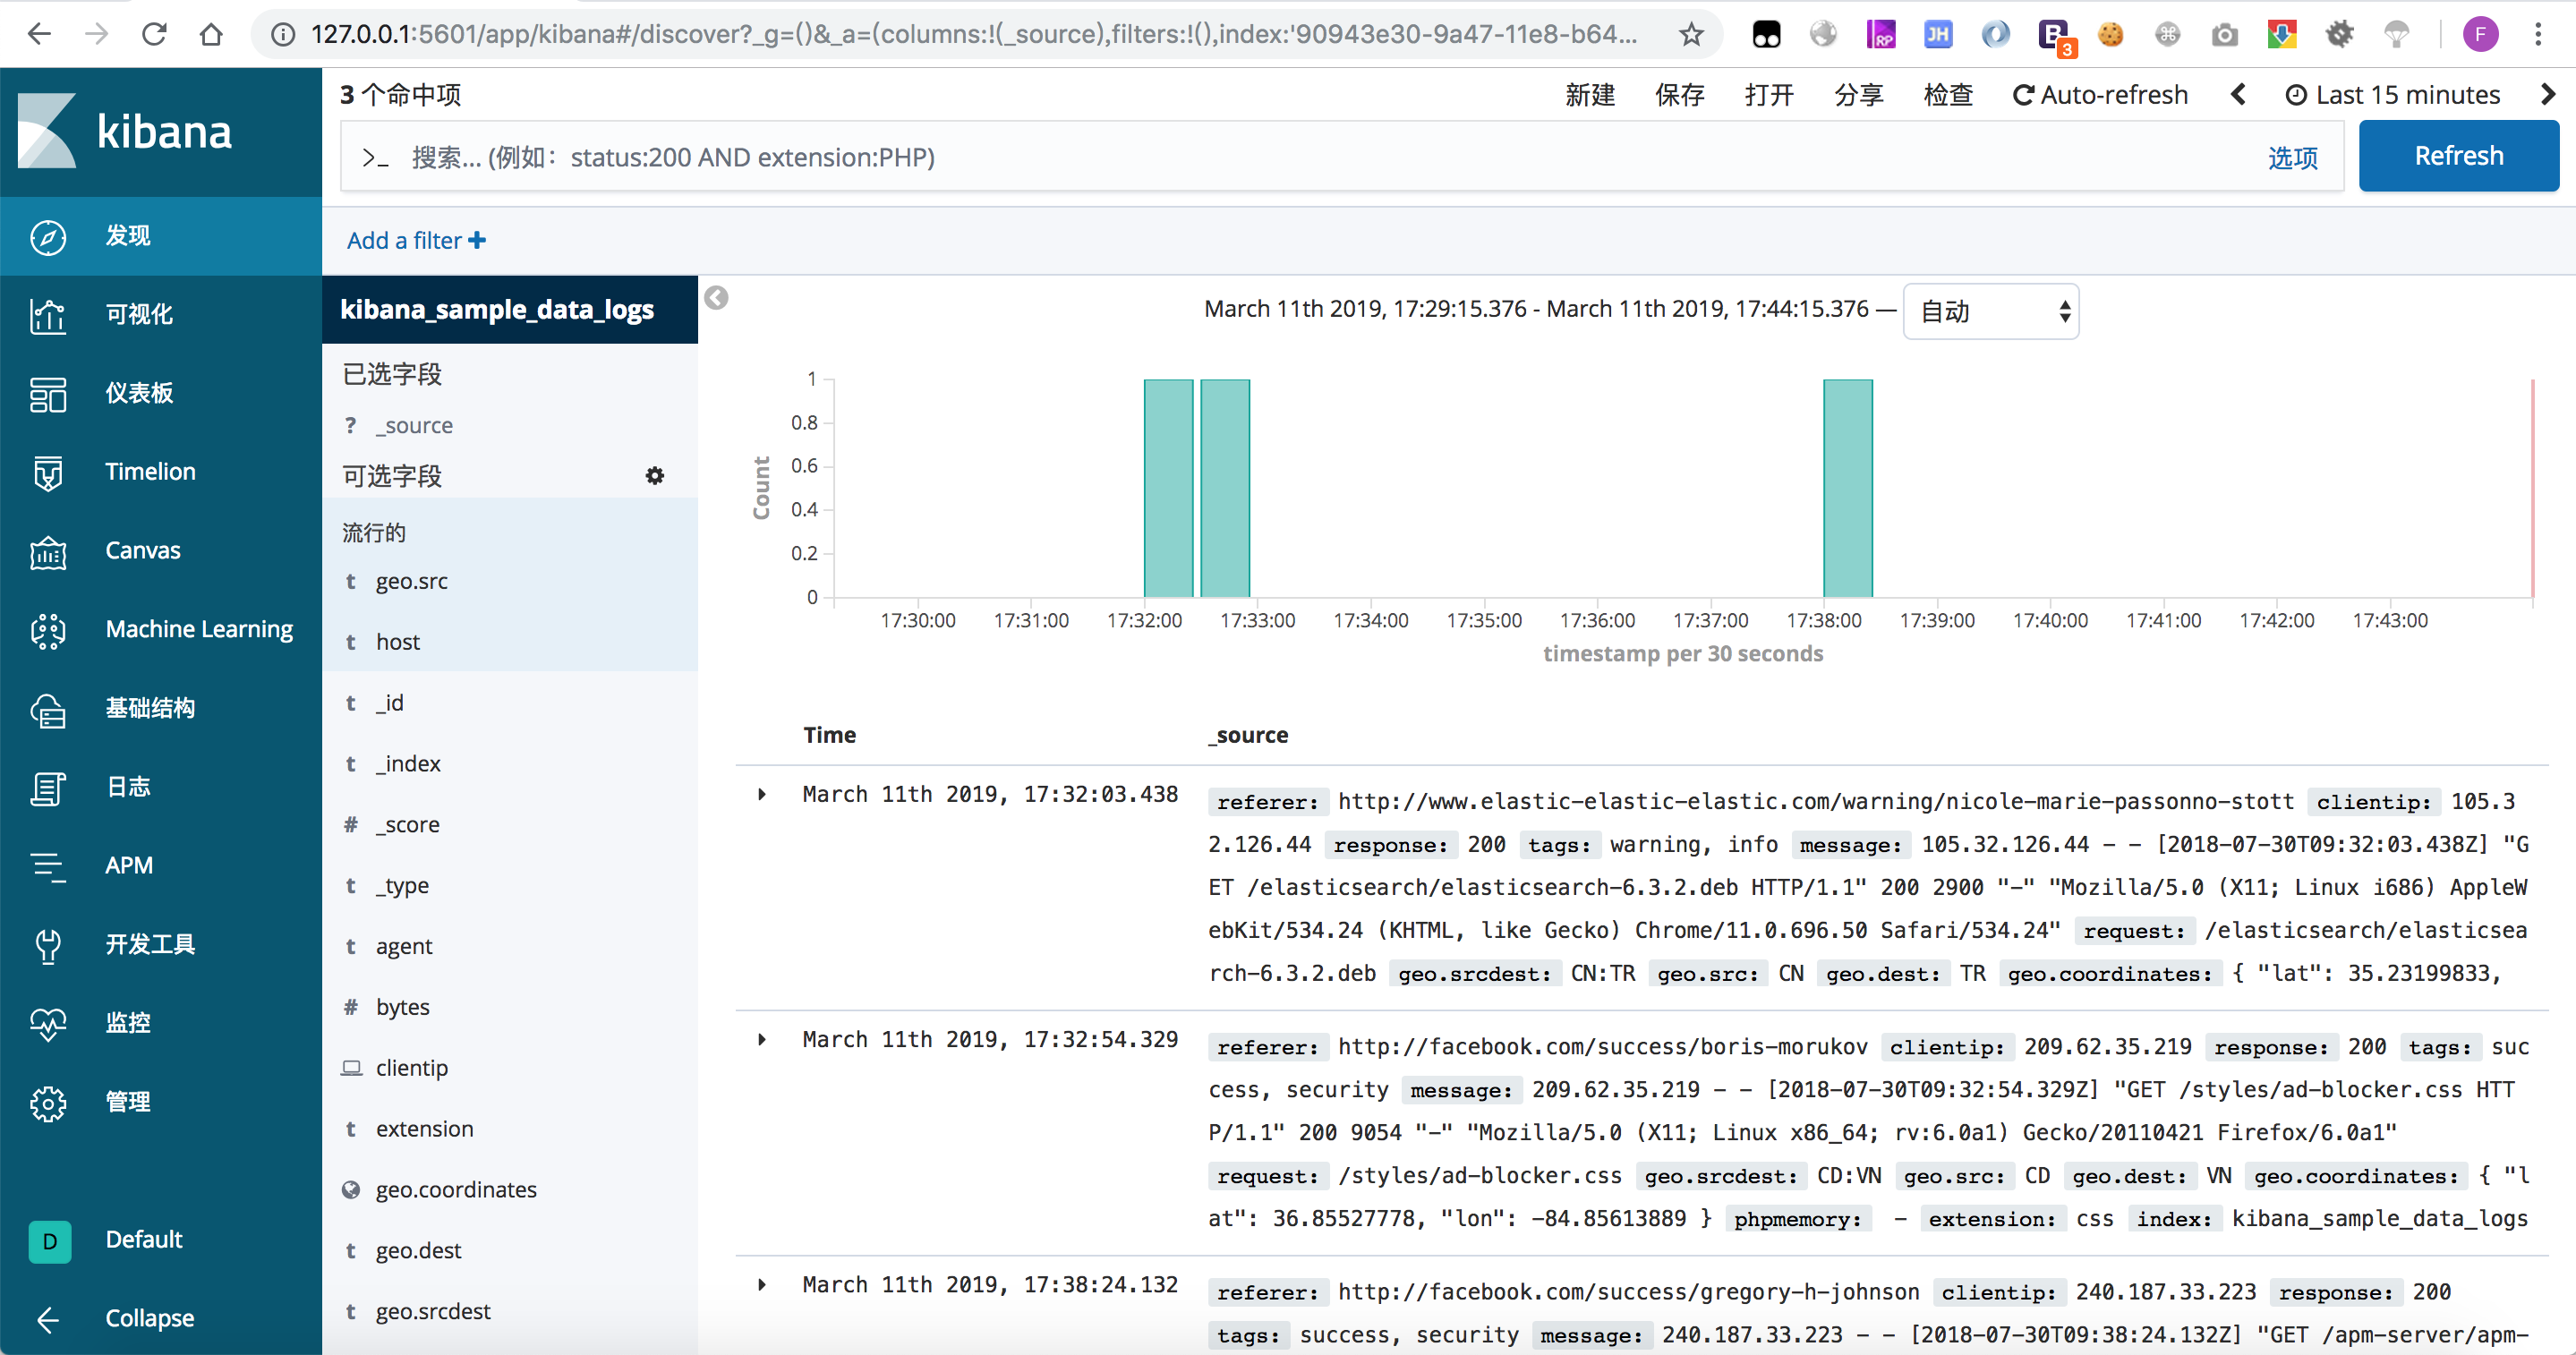 127.0.0.1:5601/app/kibana#/discover?_g=()&_a=(columns:!(_source),filters:!(),index:'90943e30-9a47-11e8-b64...
RP
JH
B
3
F
kibana
发现
可视化
仪表板
Timelion
Canvas
Machine Learning
基础结构
日志
APM
开发工具
监控
管理
D Default
Collapse
3 个命中项
新建 保存 打开 分享 检查 Auto-refresh Last 15 minutes
>_ 搜索... (例如：status:200 AND extension:PHP) 选项 Refresh
Add a filter +
kibana_sample_data_logs
已选字段
? _source
可选字段
流行的
t geo.src
t host
t _id
t _index
# _score
t _type
t agent
# bytes
clientip
t extension
geo.coordinates
t geo.dest
t geo.srcdest
March 11th 2019, 17:29:15.376 - March 11th 2019, 17:44:15.376 — 自动
Count
1
0.8
0.6
0.4
0.2
0
17:30:00 17:31:00 17:32:00 17:33:00 17:34:00 17:35:00 17:36:00 17:37:00 17:38:00 17:39:00 17:40:00 17:41:00 17:42:00 17:43:00
timestamp per 30 seconds
Time _source
March 11th 2019, 17:32:03.438
referer: http://www.elastic-elastic-elastic.com/warning/nicole-marie-passonno-stott clientip: 105.3
2.126.44 response: 200 tags: warning, info message: 105.32.126.44 - - [2018-07-30T09:32:03.438Z] "G
ET /elasticsearch/elasticsearch-6.3.2.deb HTTP/1.1" 200 2900 "-" "Mozilla/5.0 (X11; Linux i686) AppleW
ebKit/534.24 (KHTML, like Gecko) Chrome/11.0.696.50 Safari/534.24" request: /elasticsearch/elasticsea
rch-6.3.2.deb geo.srcdest: CN:TR geo.src: CN geo.dest: TR geo.coordinates: { "lat": 35.23199833,
March 11th 2019, 17:32:54.329
referer: http://facebook.com/success/boris-morukov clientip: 209.62.35.219 response: 200 tags: suc
cess, security message: 209.62.35.219 - - [2018-07-30T09:32:54.329Z] "GET /styles/ad-blocker.css HTT
P/1.1" 200 9054 "-" "Mozilla/5.0 (X11; Linux x86_64; rv:6.0a1) Gecko/20110421 Firefox/6.0a1"
request: /styles/ad-blocker.css geo.srcdest: CD:VN geo.src: CD geo.dest: VN geo.coordinates: { "l
at": 36.85527778, "lon": -84.85613889 } phpmemory: - extension: css index: kibana_sample_data_logs
March 11th 2019, 17:38:24.132
referer: http://facebook.com/success/gregory-h-johnson clientip: 240.187.33.223 response: 200
tags: success, security message: 240.187.33.223 - - [2018-07-30T09:38:24.132Z] "GET /apm-server/apm-